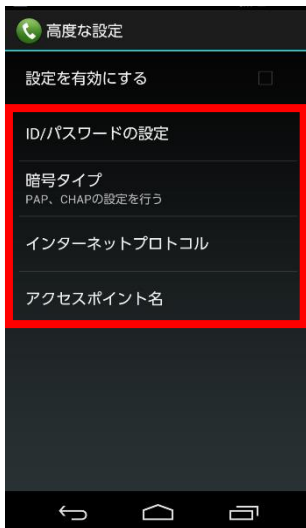 高度な設定
設定を有効にする
ID/パスワードの設定
暗号タイプ
PAP、CHAPの設定を行う
インターネットプロトコル
アクセスポイント名